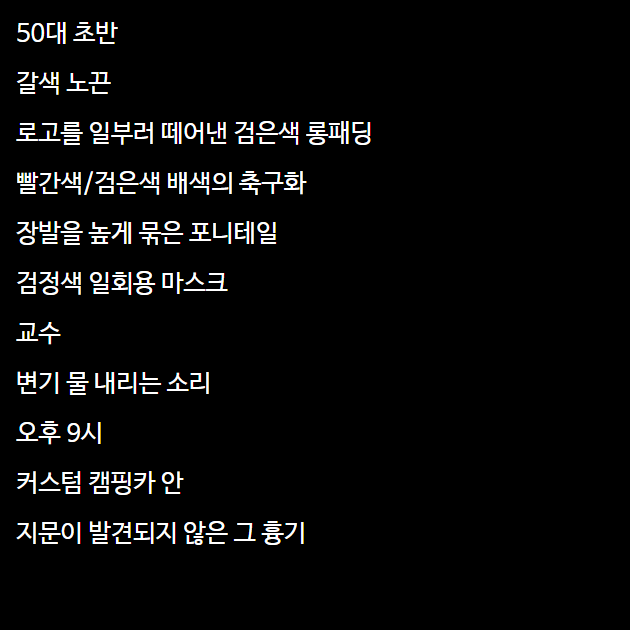 50대 초반
갈색 노끈
로고를 일부러 떼어낸 검은색 롱패딩
빨간색/검은색 배색의 축구화
장발을 높게 묶은 포니테일
검정색 일회용 마스크
교수
변기 물 내리는 소리
오후 9시
커스텀 캠핑카 안
지문이 발견되지 않은 그 흉기